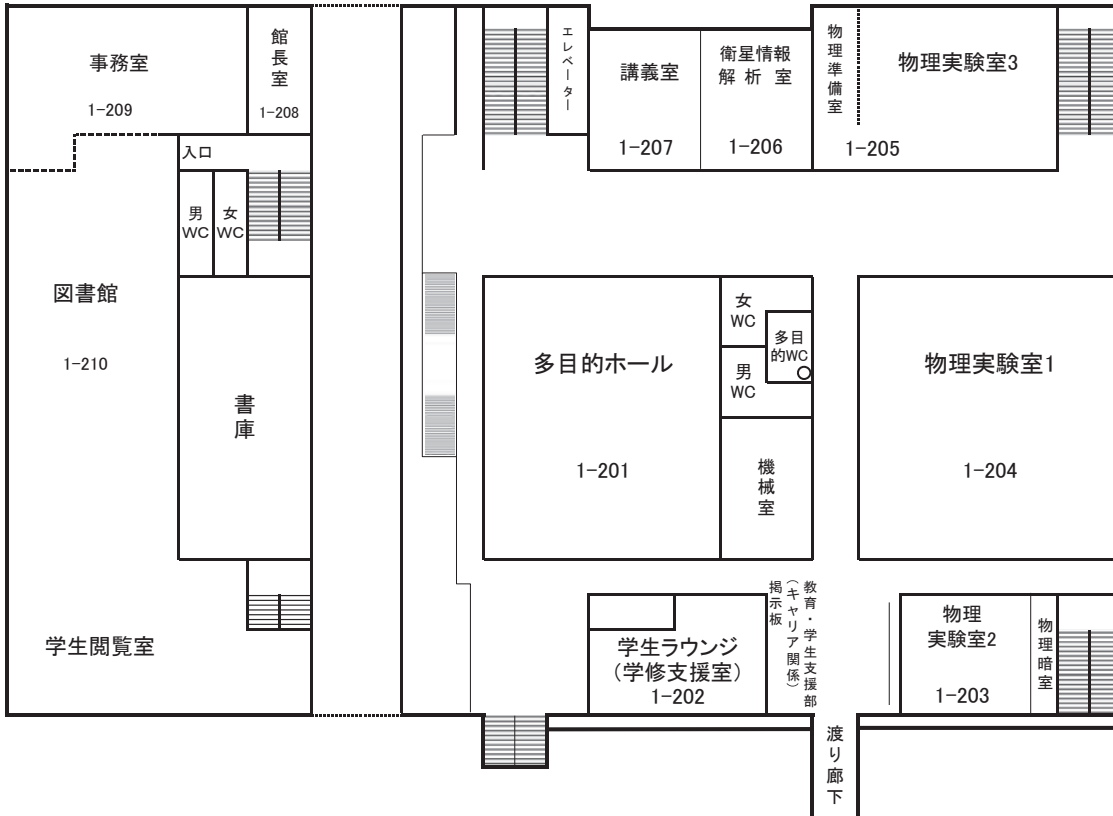 事務室
1-209
館長室
1-208
入口
男
WC
女
WC
図書館
1-210
書庫
学生閲覧室
エレベーター
講義室
1-207
衛星情報
解析室
1-206
物理準備室
物理実験室3
1-205
多目的ホール
1-201
女
WC
多目
的WC
男
WC
機械室
物理実験室1
1-204
学生ラウンジ
(学修支援室)
1-202
教育・学生支援部
(キャリア関係)
掲示板
物理
実験室2
1-203
物理暗室
渡り廊下